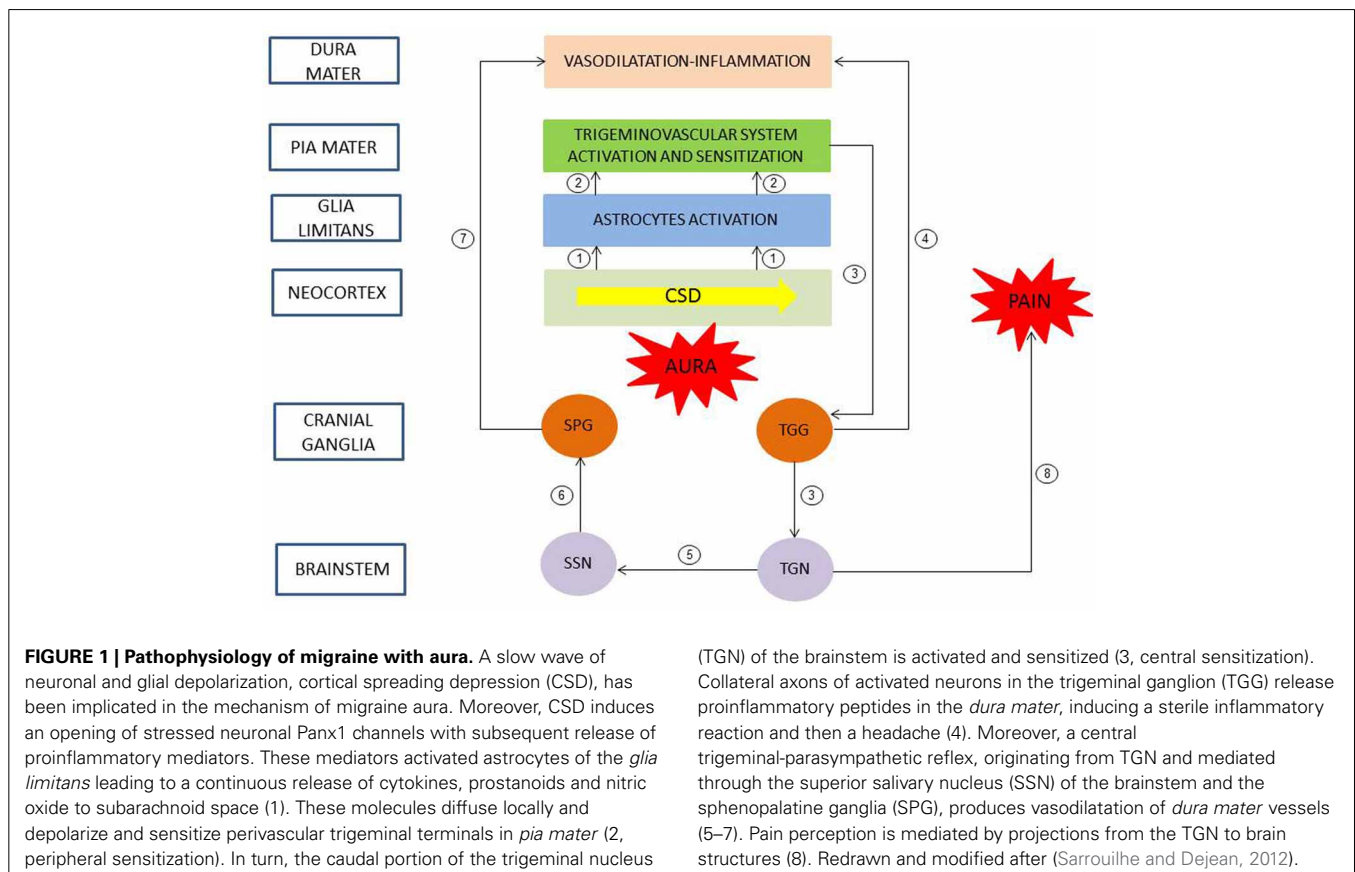 DURA
MATER
VASODILATATION-INFLAMMATION
PIA MATER
TRIGEMINOVASCULAR SYSTEM
ACTIVATION AND SENSITIZATION
2
2
GLIA
LIMITANS
ASTROCYTES ACTIVATION
7
4
1
1
3
NEOCORTEX
CSD
PAIN
AURA
CRANIAL
GANGLIA
SPG
TGG
8
6
3
BRAINSTEM
SSN
5
TGN
FIGURE 1 | Pathophysiology of migraine with aura. A slow wave of
neuronal and glial depolarization, cortical spreading depression (CSD), has
been implicated in the mechanism of migraine aura. Moreover, CSD induces
an opening of stressed neuronal Panx1 channels with subsequent release of
proinflammatory mediators. These mediators activated astrocytes of the glia
limitans leading to a continuous release of cytokines, prostanoids and nitric
oxide to subarachnoid space (1). These molecules diffuse locally and
depolarize and sensitize perivascular trigeminal terminals in pia mater (2,
peripheral sensitization). In turn, the caudal portion of the trigeminal nucleus
(TGN) of the brainstem is activated and sensitized (3, central sensitization).
Collateral axons of activated neurons in the trigeminal ganglion (TGG) release
proinflammatory peptides in the dura mater, inducing a sterile inflammatory
reaction and then a headache (4). Moreover, a central
trigeminal-parasympathic reflex, originating from TGN and mediated
through the superior salivary nucleus (SSN) of the brainstem and the
sphenopalatine ganglia (SPG), produces vasodilatation of dura mater vessels
(5–7). Pain perception is mediated by projections from the TGN to brain
structures (8). Redrawn and modified after (Sarrouilhe and Dejean, 2012).